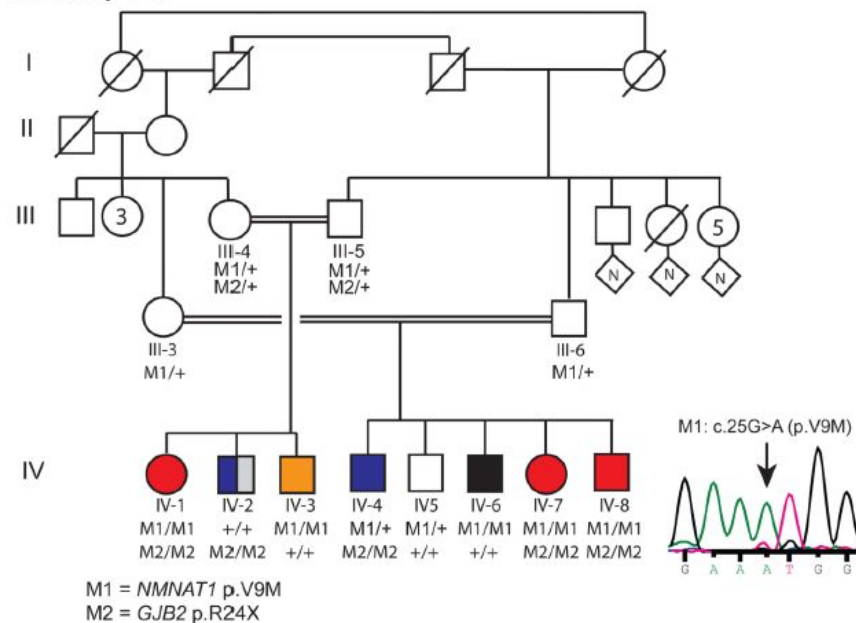 I
II
III
3
5
III-4
M1/+
M2/+
III-5
M1/+
M2/+
N
N
N
III-3
M1/+
III-6
M1/+
M1: c.25G>A (p.V9M)
IV
IV-1
M1/M1
M2/M2
IV-2
+/+
M2/M2
IV-3
M1/M1
+/+
IV-4
M1/+
M2/M2
IV5
M1/+
+/+
IV-6
M1/M1
+/+
IV-7
M1/M1
M2/M2
IV-8
M1/M1
M2/M2
G A A A T G G
M1 = NMNAT1 p.V9M
M2 = GJB2 p.R24X